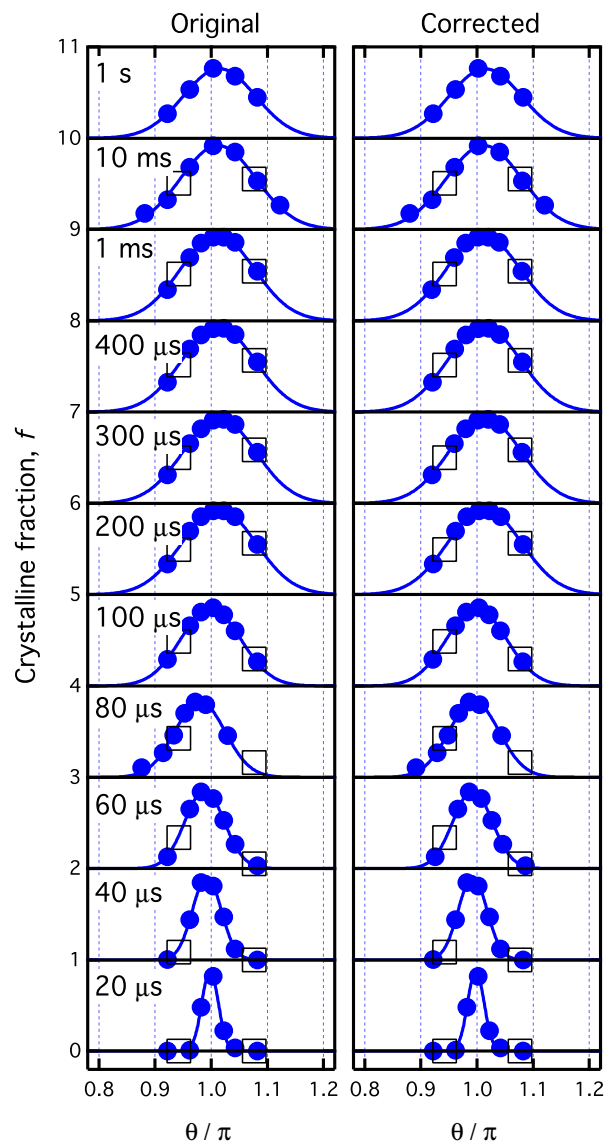 Original Corrected
11
1 s
10
10 ms
9
1 ms
8
400 μs
7
300 μs
6
200 μs
5
100 μs
4
80 μs
3
60 μs
2
40 μs
1
20 μs
0
Crystalline fraction, f
0.8 0.9 1.0 1.1 1.2 0.8 0.9 1.0 1.1 1.2
θ / π θ / π